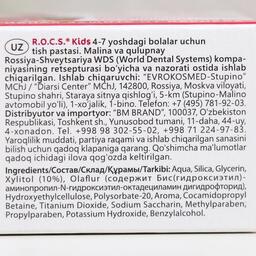 UZ
R.O.C.S.® Kids 4-7 yoshdagi bolalar uchun
tish pastasi. Malina va qulupnay
Rossiya-Shveytsariya WDS (World Dental Systems) kompa-
niyasining retsepturasi bo'yicha va nazorati ostida ishlab
chiqarilgan. Ishlab chiqaruvchi: "EVROKOSMED-Stupino"
MChJ /"Dearci Center" MChJ, 142800, Rossiya, Moskva viloyati,
Stupino shahri, Staraya sitnya qishlog'i, 5-km (Stupino-Malino
avtomobil yo'li), 1-xo'jalik, 1-bino. Telefon: +7 (495) 781-92-03.
Distribyutor va importyor: "BM BRAND", 100037, O'zbekiston
Respublikasi, Toshkent sh., Yunusobod tumani, 11-daha, 44-uy,
4-xonadon. Tel: +998 98 302-55-02, +998 71 224-97-83.
Yaroqlilik muddati, partiya raqami va ishlab chiqarilgan sanasini
bilish uchun qadoq klapaniga qarang. Qo'shimcha ma'lumotlar
qadoq ichidagi ilova qog'ozda keltirilgan.
Ingredients/Состав/Склад/Құрамы/Tarkibi: Aqua, Silica, Glycerin,
Xylitol (10%), Olaflur (содержит Бис(гидроксиэтил)-
аминопропил-N-гидроксиэтил-октадециламин дигидрофторид),
Hydroxyethylcellulose, Polysorbate-20, Aroma, Cocamidopropyl
Betaine, Titanium Dioxide, Sodium Saccharin, Methylparaben,
Propylparaben, Potassium Hydroxide, Benzylalcohol.